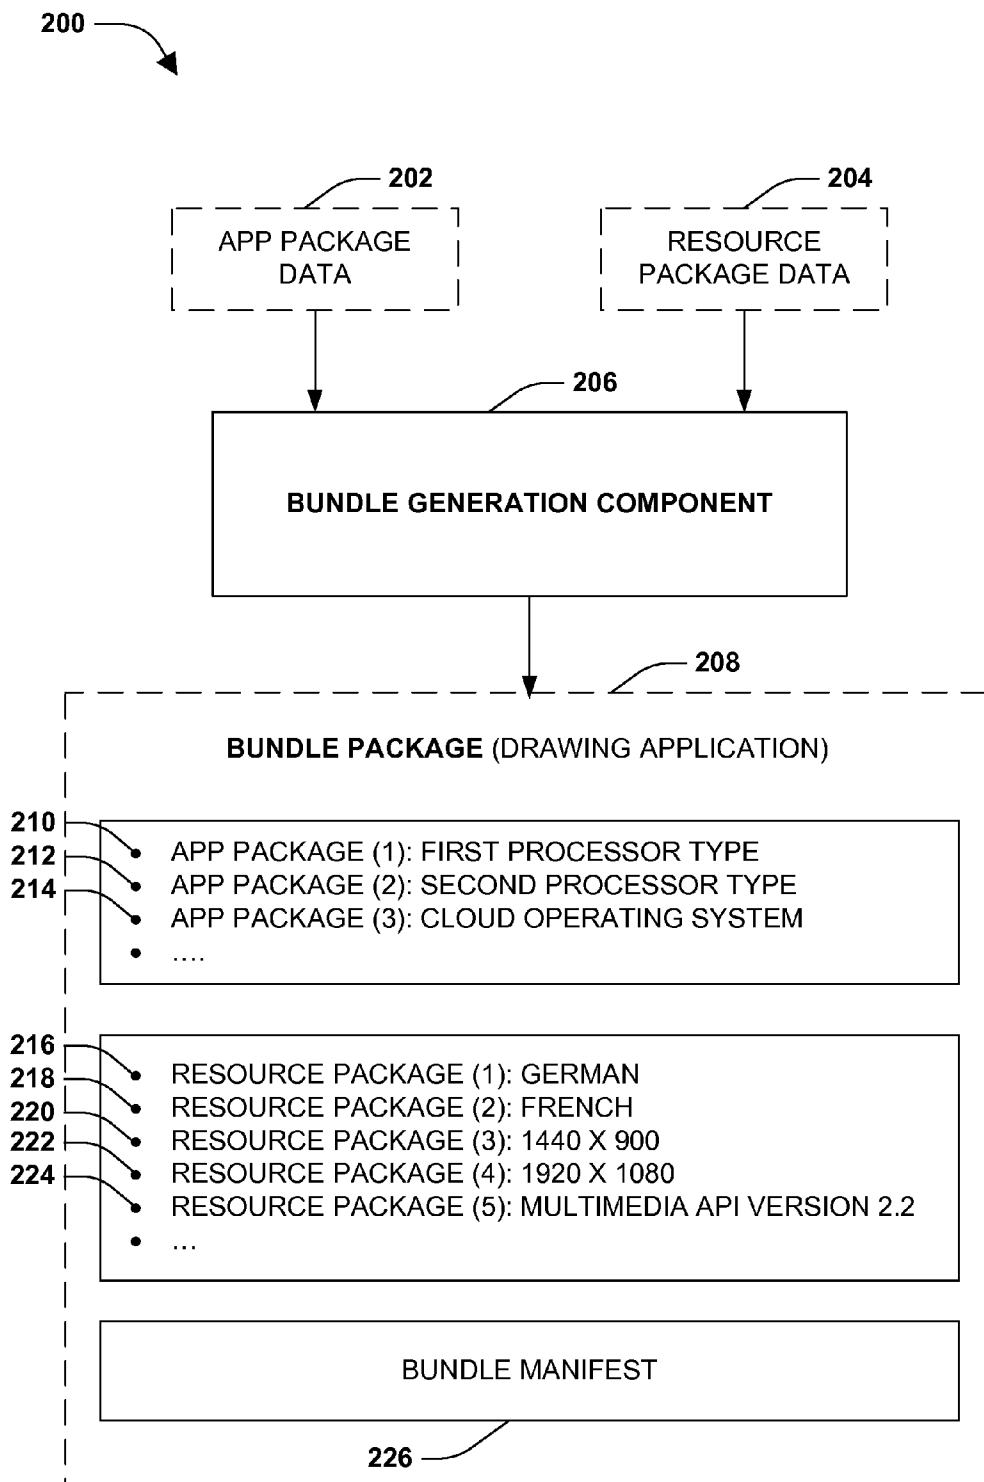 200
202
204
APP PACKAGE
DATA
RESOURCE
PACKAGE DATA
206
BUNDLE GENERATION COMPONENT
208
BUNDLE PACKAGE (DRAWING APPLICATION)
210
212
214
• APP PACKAGE (1): FIRST PROCESSOR TYPE
• APP PACKAGE (2): SECOND PROCESSOR TYPE
• APP PACKAGE (3): CLOUD OPERATING SYSTEM
• ....
216
218
220
222
224
• RESOURCE PACKAGE (1): GERMAN
• RESOURCE PACKAGE (2): FRENCH
• RESOURCE PACKAGE (3): 1440 X 900
• RESOURCE PACKAGE (4): 1920 X 1080
• RESOURCE PACKAGE (5): MULTIMEDIA API VERSION 2.2
• ...
BUNDLE MANIFEST
226